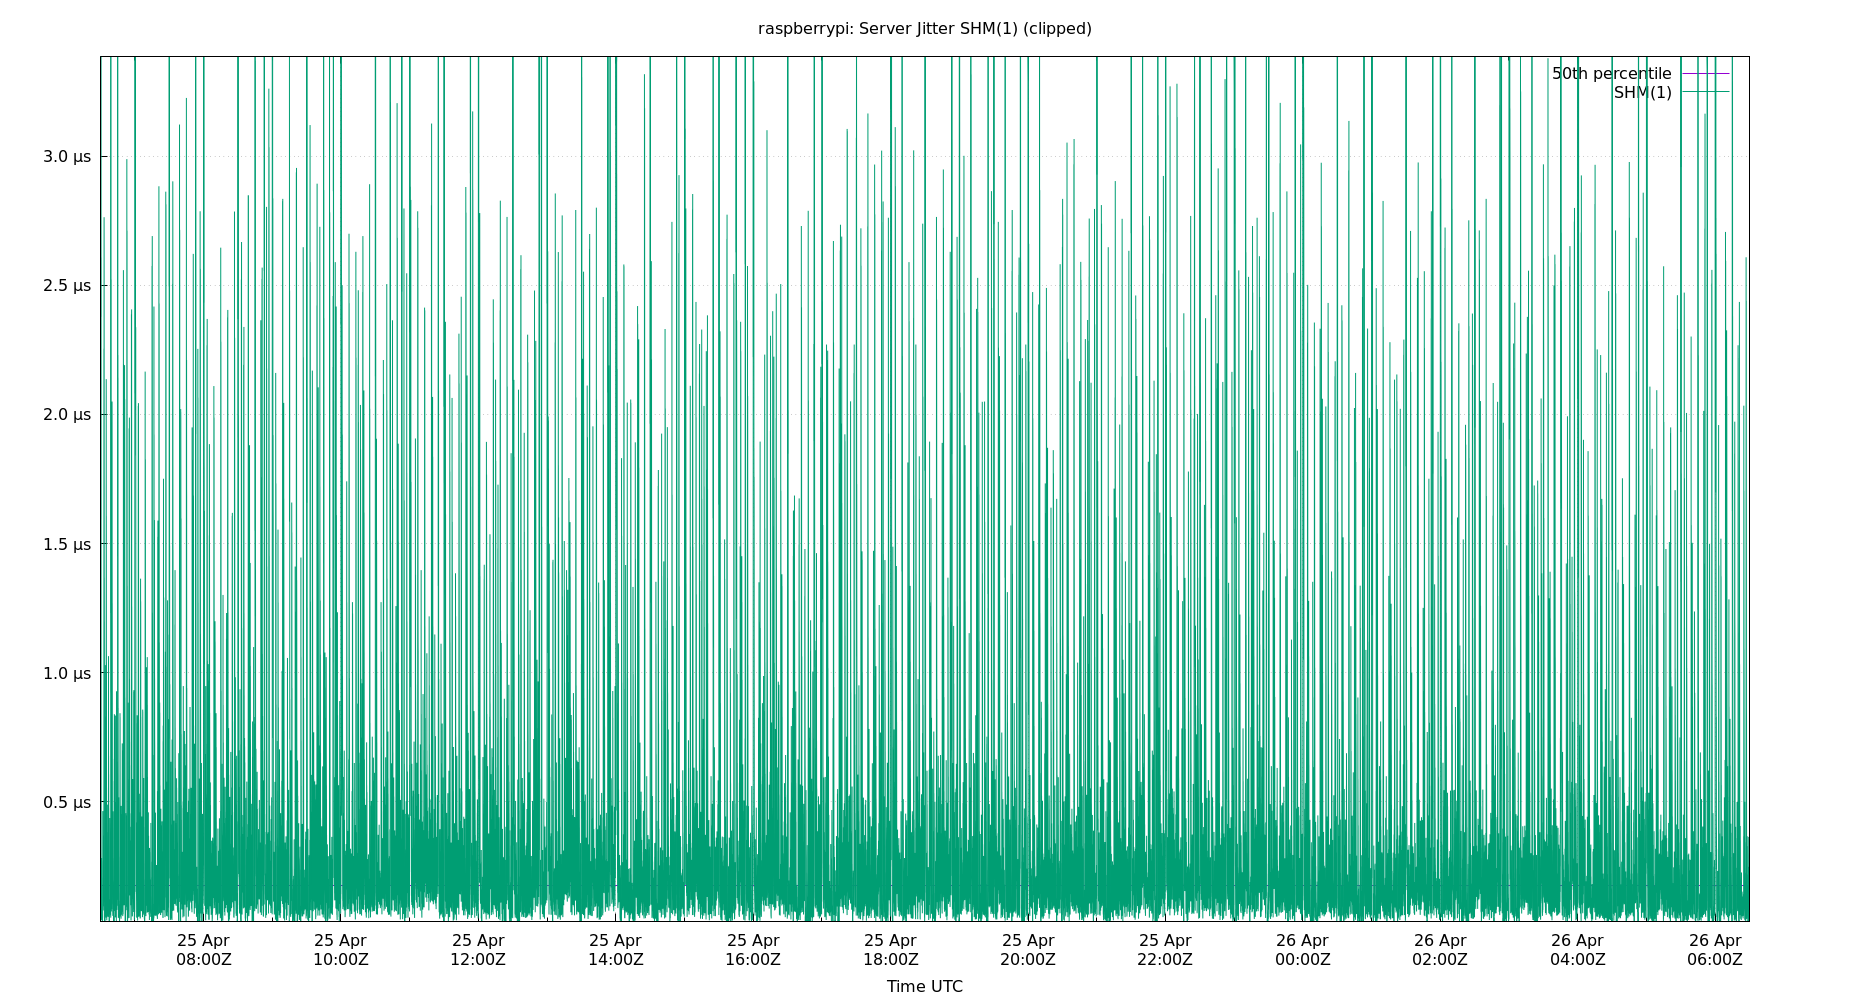 raspberrypi: Server Jitter SHM(1) (clipped)
50th percentile
SHM(1)
3.0 µs
2.5 µs
2.0 µs
1.5 µs
1.0 µs
0.5 µs
25 Apr 25 Apr 25 Apr 25 Apr 25 Apr 25 Apr 25 Apr 25 Apr 26 Apr 26 Apr 26 Apr 26 Apr
08:00Z 10:00Z 12:00Z 14:00Z 16:00Z 18:00Z 20:00Z 22:00Z 00:00Z 02:00Z 04:00Z 06:00Z
Time UTC